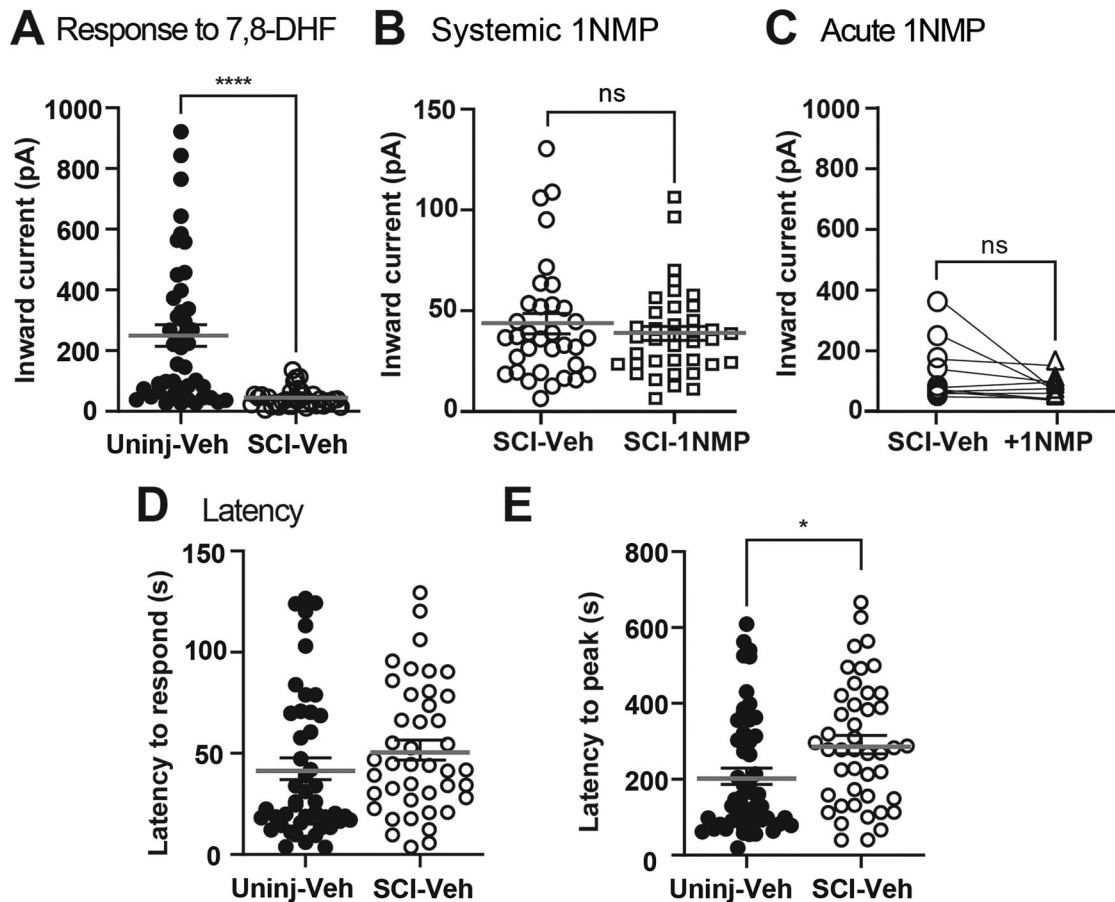 A Response to 7,8-DHF
****
Inward current (pA)
1000
800
600
400
200
0
Uninj-Veh SCI-Veh
B Systemic 1NMP
ns
Inward current (pA)
150
100
50
0
SCI-Veh SCI-1NMP
C Acute 1NMP
ns
Inward current (pA)
1000
800
600
400
200
0
SCI-Veh +1NMP
D Latency
Latency to respond (s)
150
100
50
0
Uninj-Veh SCI-Veh
E
*
Latency to peak (s)
800
600
400
200
0
Uninj-Veh SCI-Veh